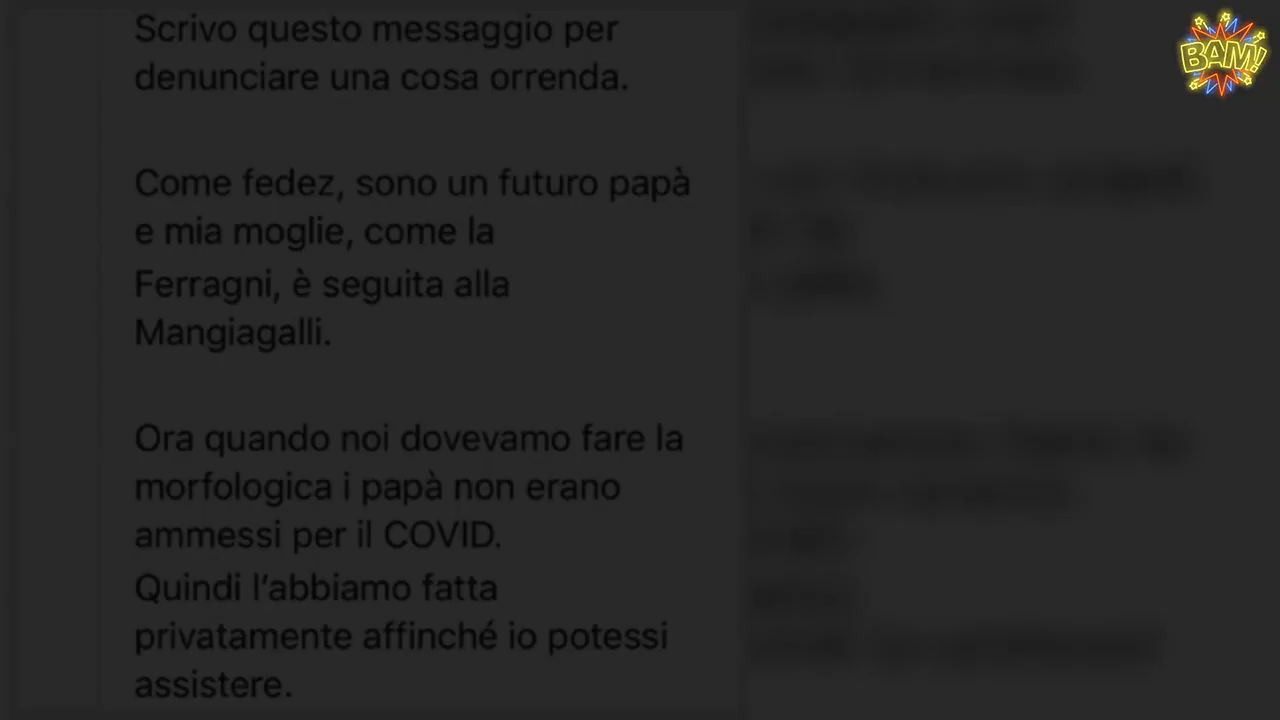 BAM!
Scrivo questo messaggio per
denunciare una cosa orrenda.
Come fedez, sono un futuro papà
e mia moglie, come la
Ferragni, è seguita alla
Mangiagalli.
Ora quando noi dovevamo fare la
morfologica i papà non erano
ammessi per il COVID.
Quindi l’abbiamo fatta
privatamente affinché io potessi
assistere.